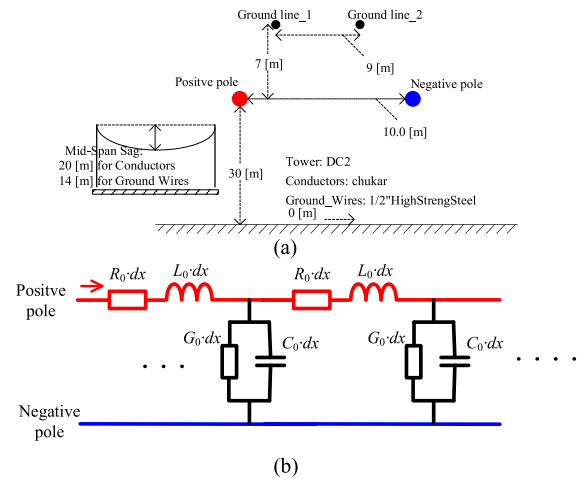 Ground line_1
Ground line_2
7 [m]
9 [m]
Positve pole
Negative pole
10.0 [m]
Mid-Span Sag:
20 [m] for Conductors
14 [m] for Ground Wires
30 [m]
Tower: DC2
Conductors: chukar
Ground_Wires: 1/2"HighStrengSteel
0 [m]
(a)
R0·dx
L0·dx
R0·dx
L0·dx
Positve
pole
G0·dx
C0·dx
G0·dx
C0·dx
. . .
. . . .
Negative
pole
(b)